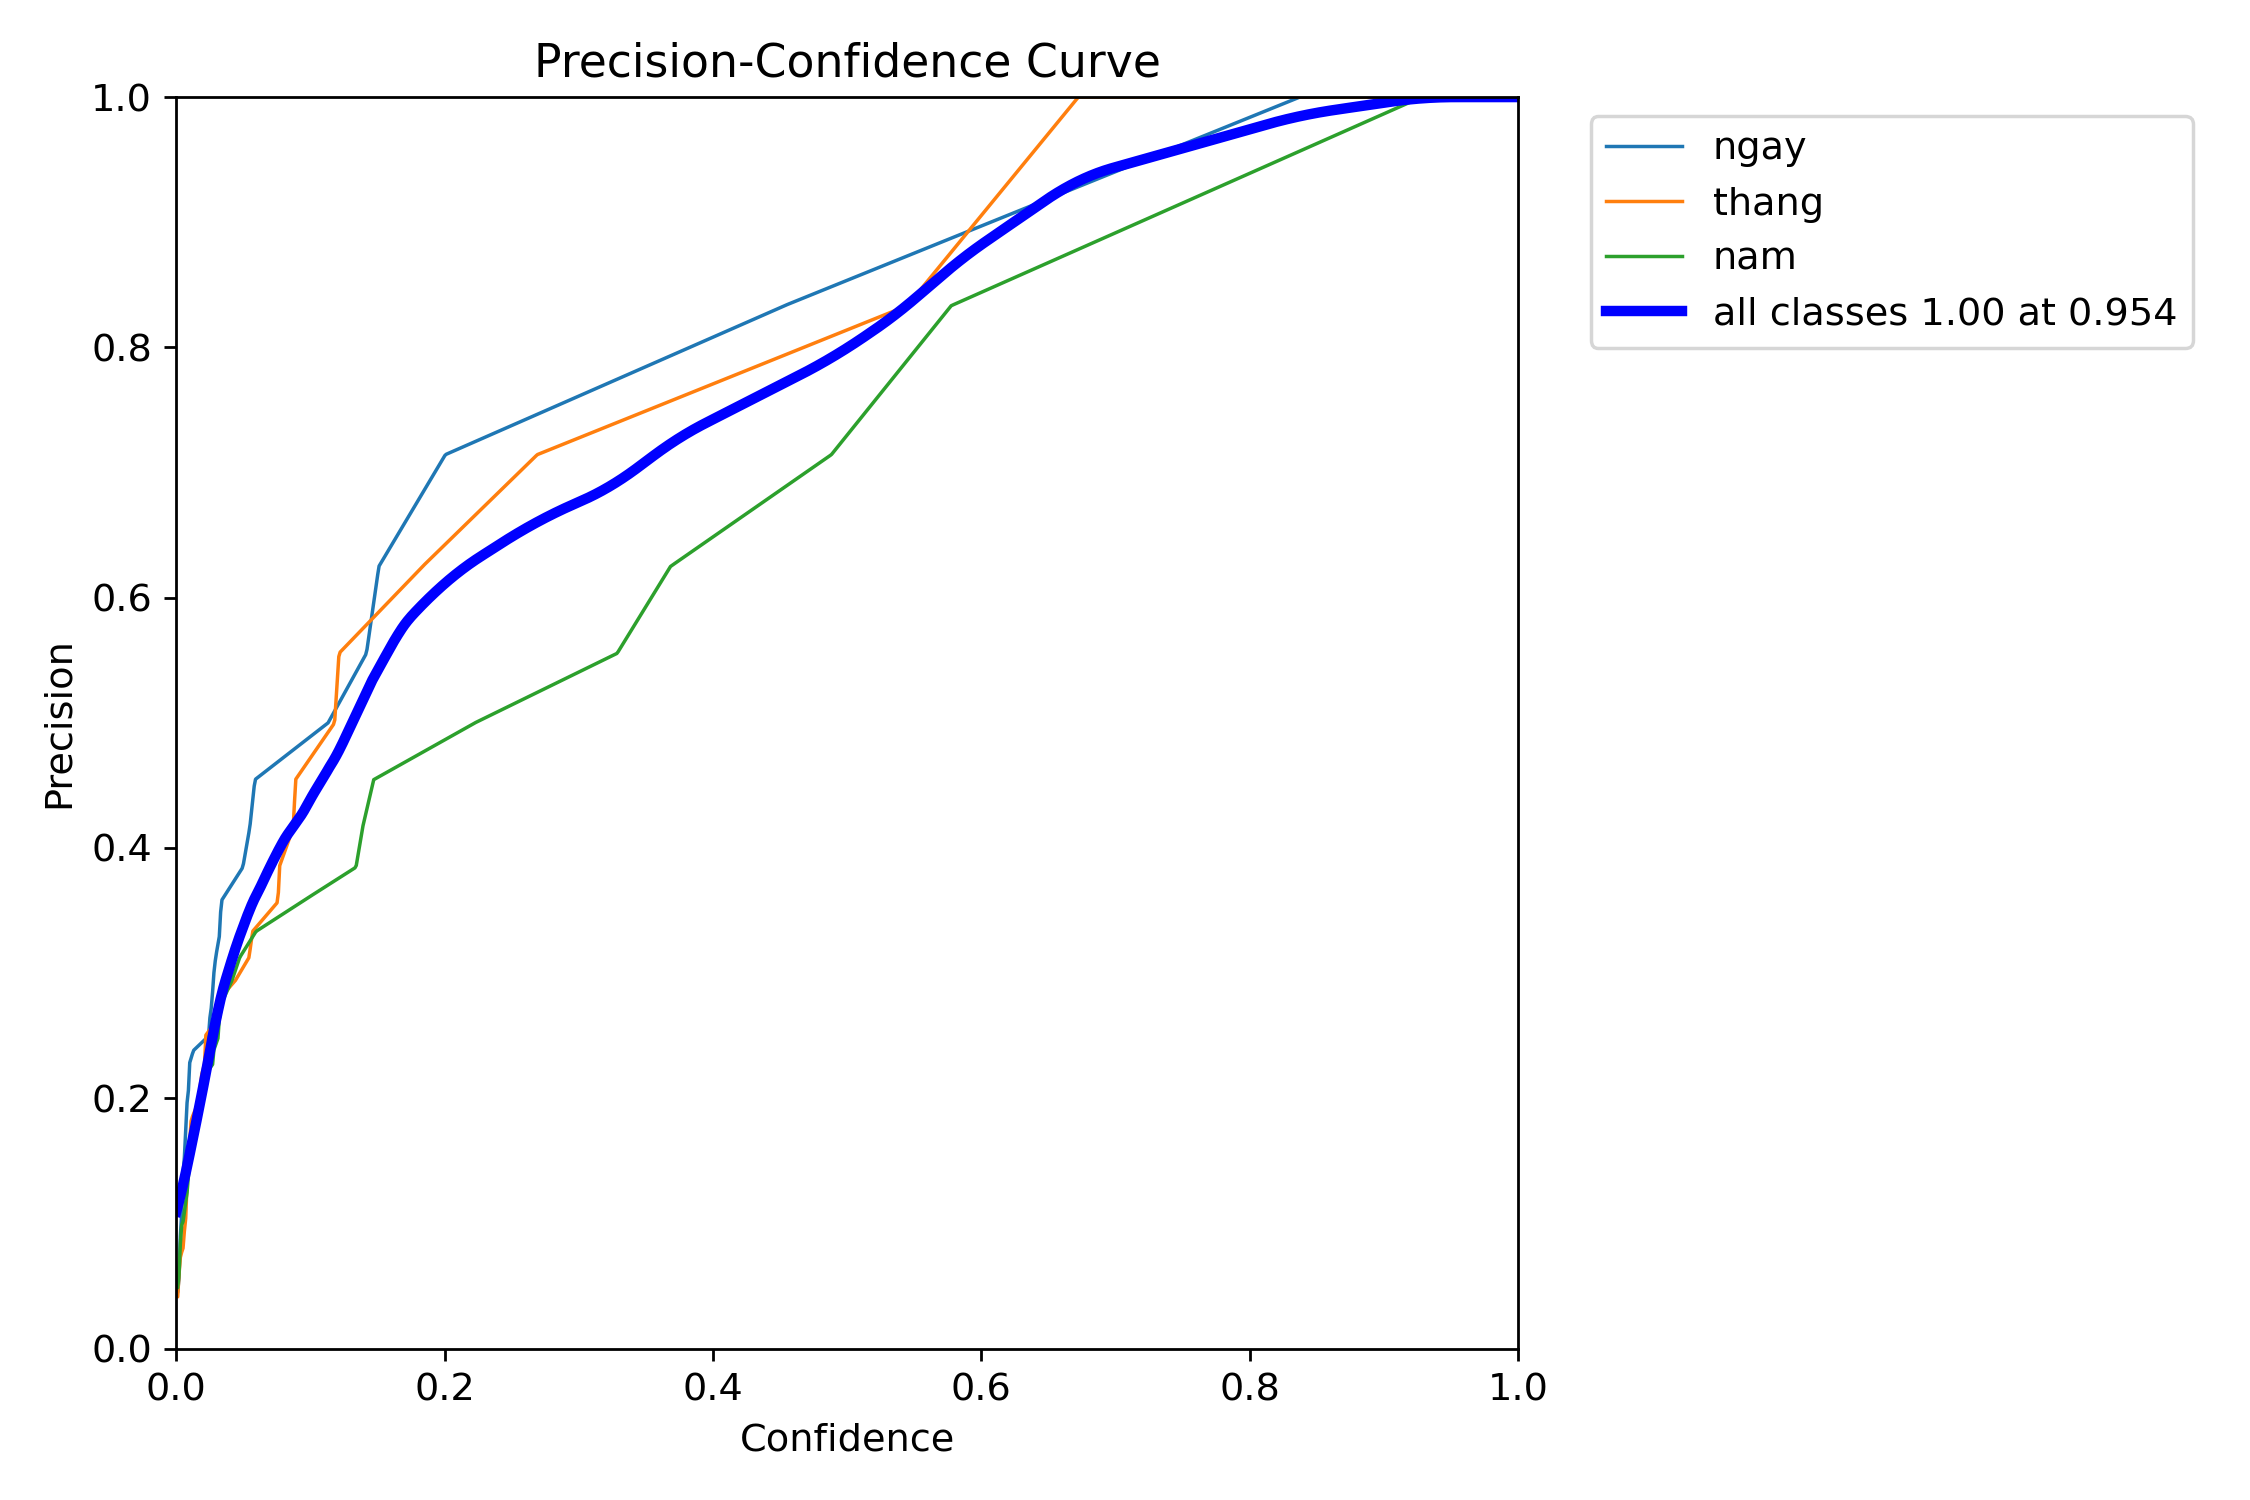 Precision-Confidence Curve
1.0
0.8
0.6
0.4
0.2
0.0
Precision
0.0 0.2 0.4 0.6 0.8 1.0
Confidence
ngay
thang
nam
all classes 1.00 at 0.954